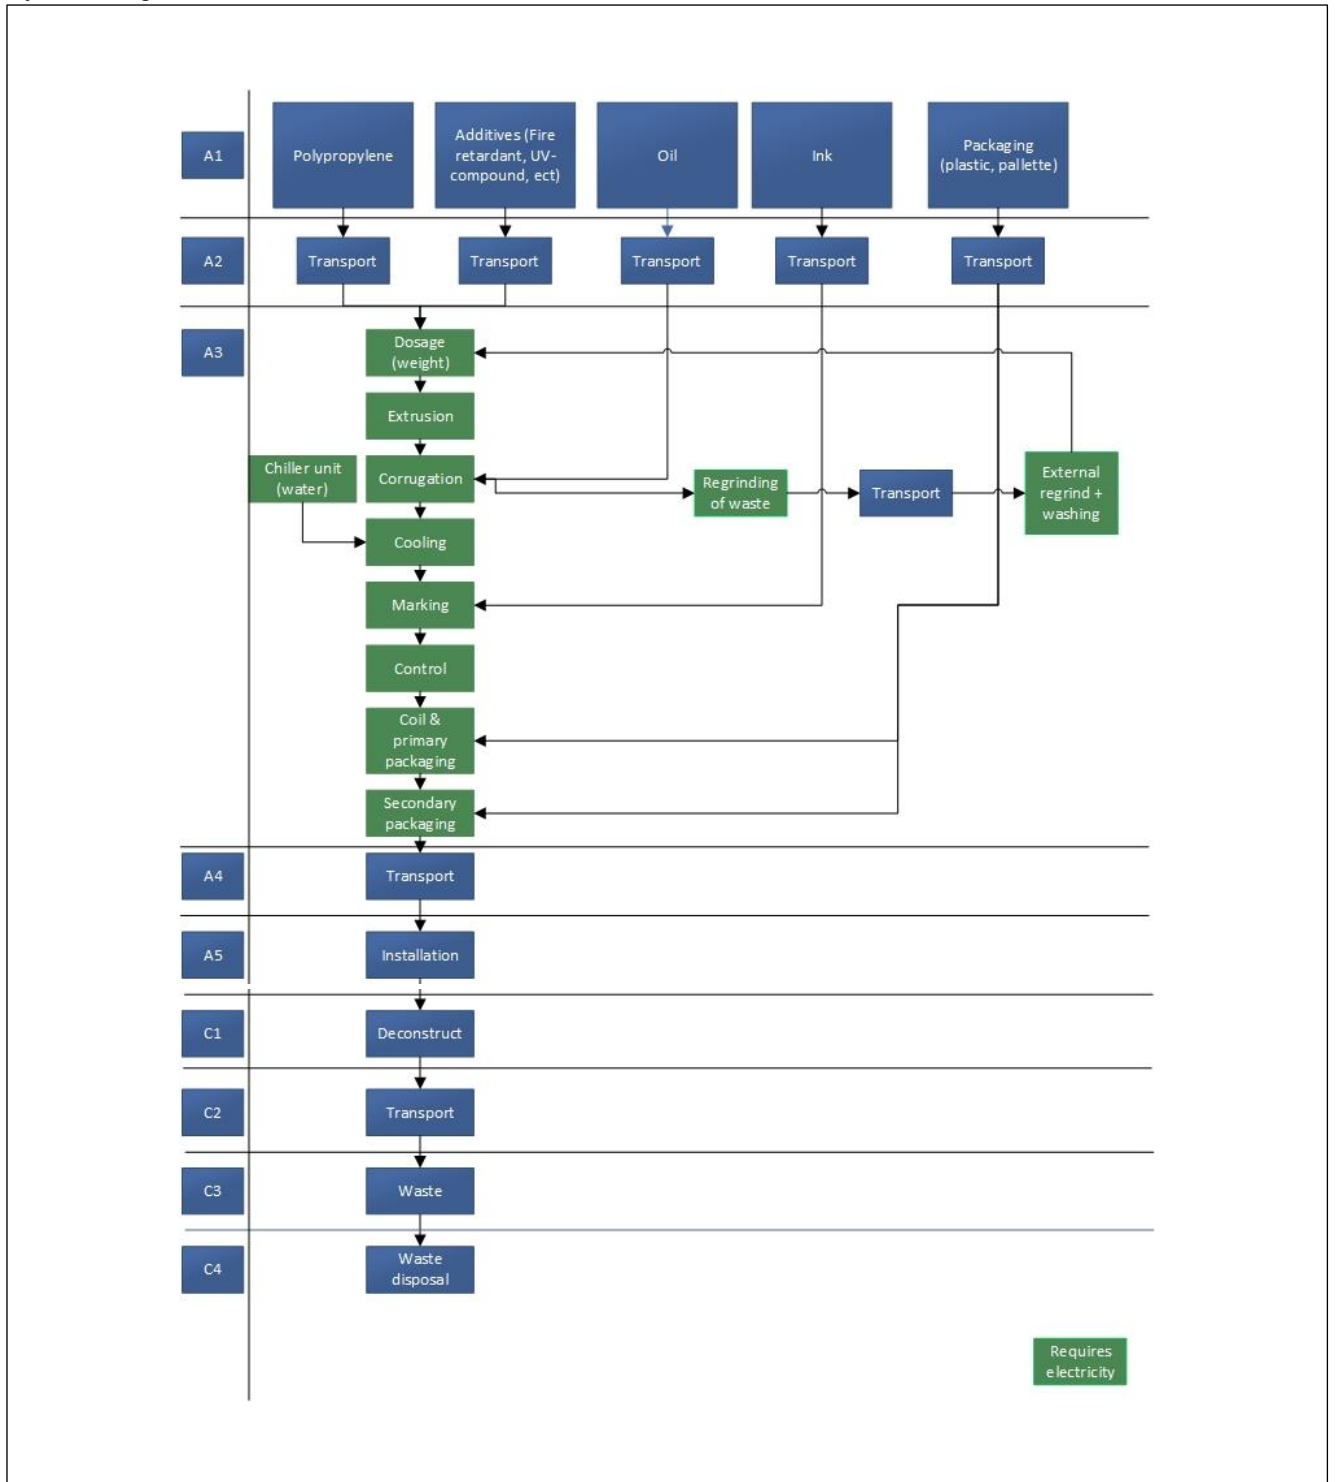 A1
Polypropylene
Additives (Fire
retardant, UV-
compound, ect)
Oil
Ink
Packaging
(plastic, pallette)
A2
Transport
Transport
Transport
Transport
Transport
A3
Dosage
(weight)
Extrusion
Chiller unit
(water)
Corrugation
Regrinding
of waste
Transport
External
regrind +
washing
Cooling
Marking
Control
Coil &
primary
packaging
Secondary
packaging
A4
Transport
A5
Installation
C1
Deconstruct
C2
Transport
C3
Waste
C4
Waste
disposal
Requires
electricity